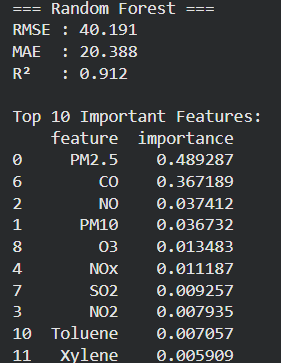 === Random Forest ===
RMSE : 40.191
MAE  : 20.388
R²   : 0.912

Top 10 Important Features:
    feature  importance
0     PM2.5    0.489287
6        CO    0.367189
2        NO    0.037412
1      PM10    0.036732
8        O3    0.013483
4       NOx    0.011187
7       SO2    0.009257
3       NO2    0.007935
10  Toluene    0.007057
11   Xylene    0.005909